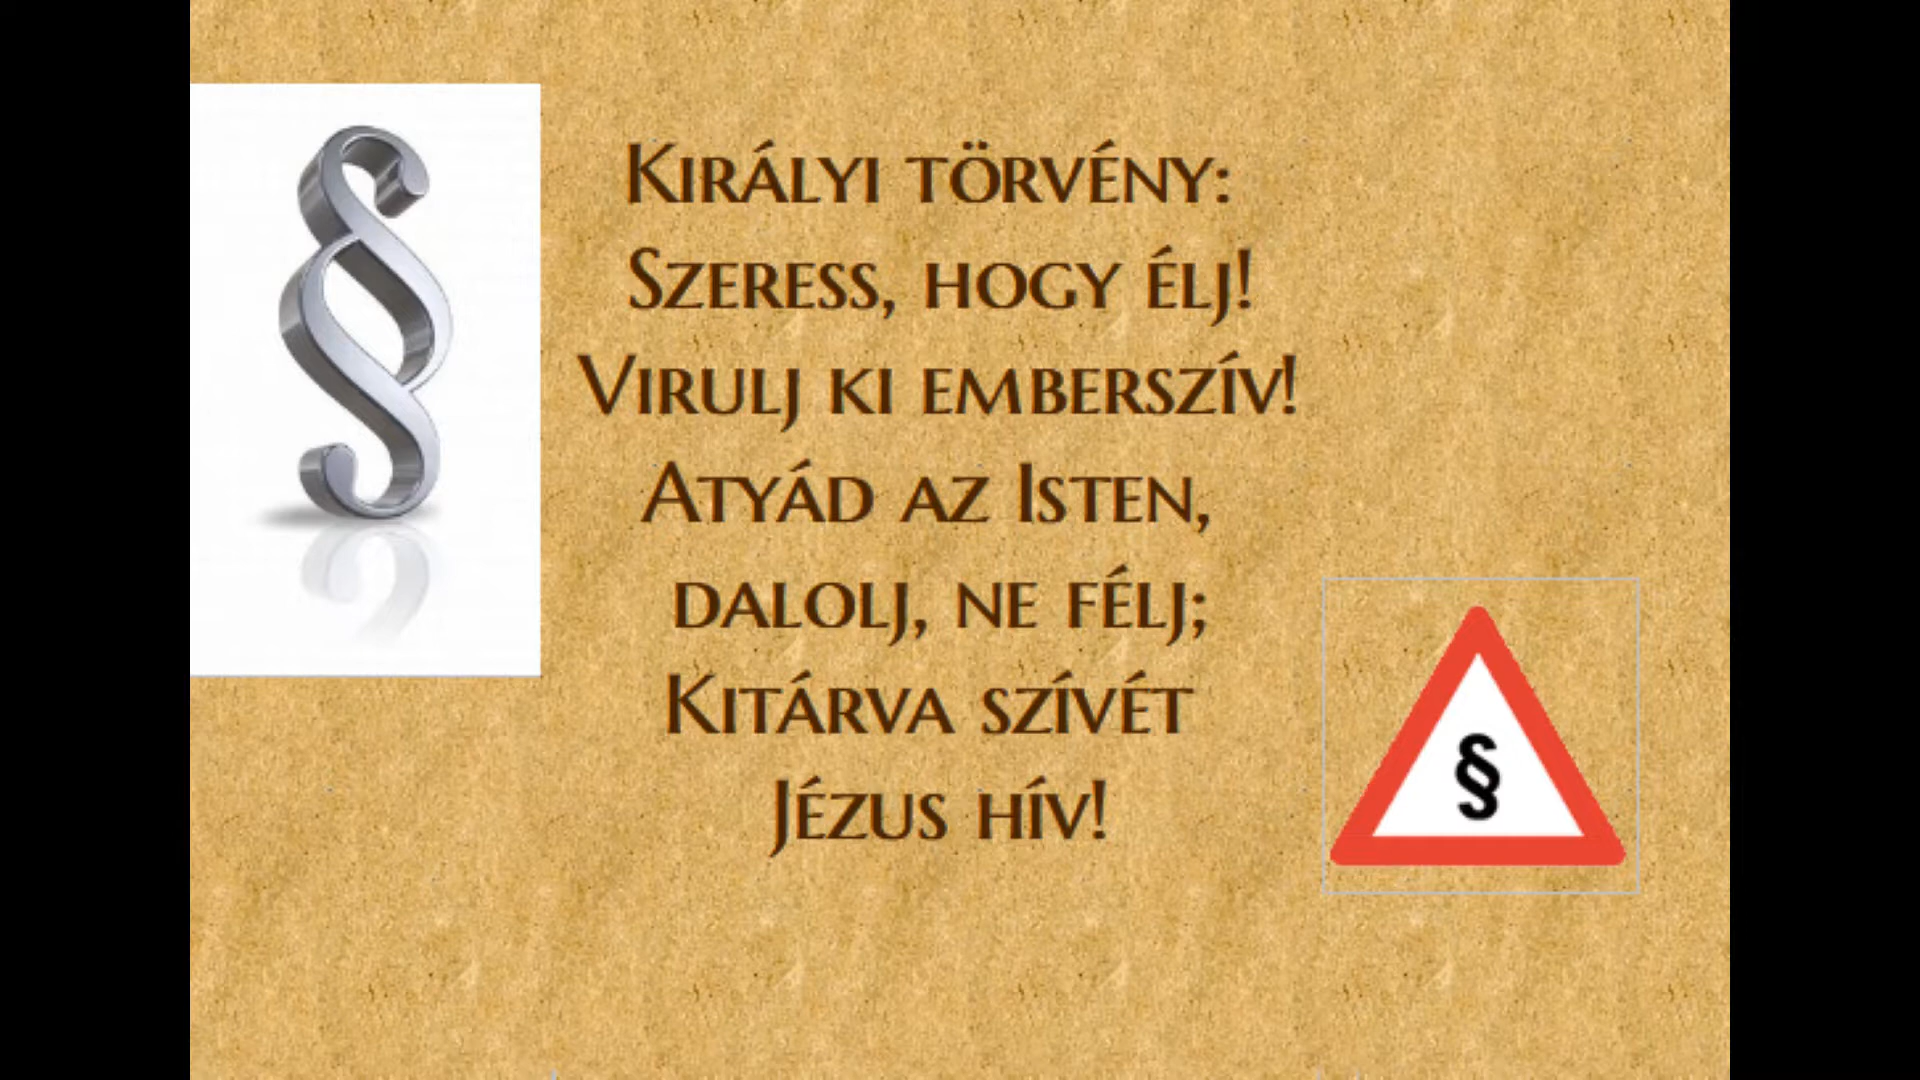 Királyi törvény:
Szeress, hogy élj!
Virulj ki emberszív!
Atyád az Isten,
dalolj, ne félj;
Kitárva szívét
Jézus hív!
§
§